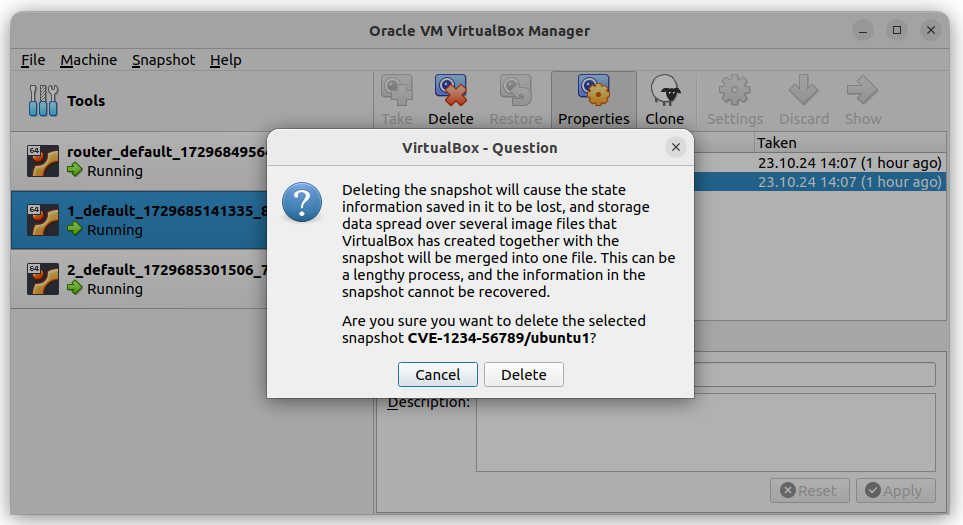 Oracle VM VirtualBox Manager
File Machine Snapshot Help
Tools
Take Delete Restore Properties Clone Settings Discard Show
64
router_default_1729684956
Running
64
1_default_1729685141335_8
Running
64
2_default_1729685301506_7
Running
Taken
23.10.24 14:07 (1 hour ago)
23.10.24 14:07 (1 hour ago)
VirtualBox - Question
Deleting the snapshot will cause the state
information saved in it to be lost, and storage
data spread over several image files that
VirtualBox has created together with the
snapshot will be merged into one file. This can be
a lengthy process, and the information in the
snapshot cannot be recovered.
Are you sure you want to delete the selected
snapshot CVE-1234-56789/ubuntu1?
Cancel Delete
Description:
Reset Apply